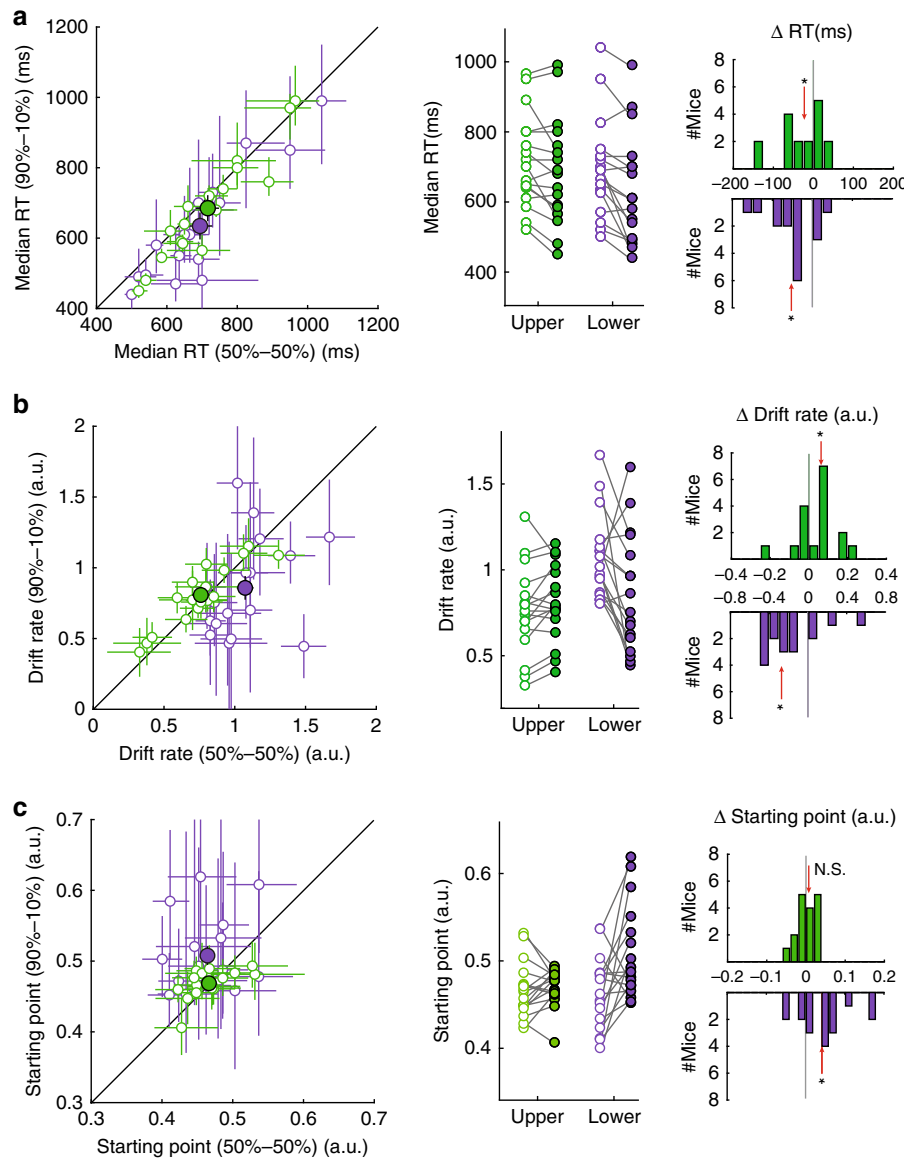 a
Median RT (90%–10%) (ms)
1200
1000
800
600
400
400 600 800 1000 1200
Median RT (50%–50%) (ms)
Median RT(ms)
1000
800
600
400
Upper Lower
Δ RT(ms)
#Mice
8
6
4
2
*
−200 −100 0 100 200
#Mice
2
4
6
8
*
b
Drift rate (90%–10%) (a.u.)
2
1.5
1
0.5
0
0 0.5 1 1.5 2
Drift rate (50%–50%) (a.u.)
Drift rate (a.u.)
1.5
1
0.5
Upper Lower
Δ Drift rate (a.u.)
#Mice
8
6
4
2
*
−0.4 −0.2 0 0.2 0.4
−0.8 −0.4 0 0.4 0.8
#Mice
2
4
6
8
*
c
Starting point (90%–10%) (a.u.)
0.7
0.6
0.5
0.4
0.3
0.3 0.4 0.5 0.6 0.7
Starting point (50%–50%) (a.u.)
Starting point (a.u.)
0.6
0.5
0.4
Upper Lower
Δ Starting point (a.u.)
#Mice
8
6
4
2
N.S.
−0.2 −0.1 0 0.1 0.2
#Mice
2
4
6
8
*